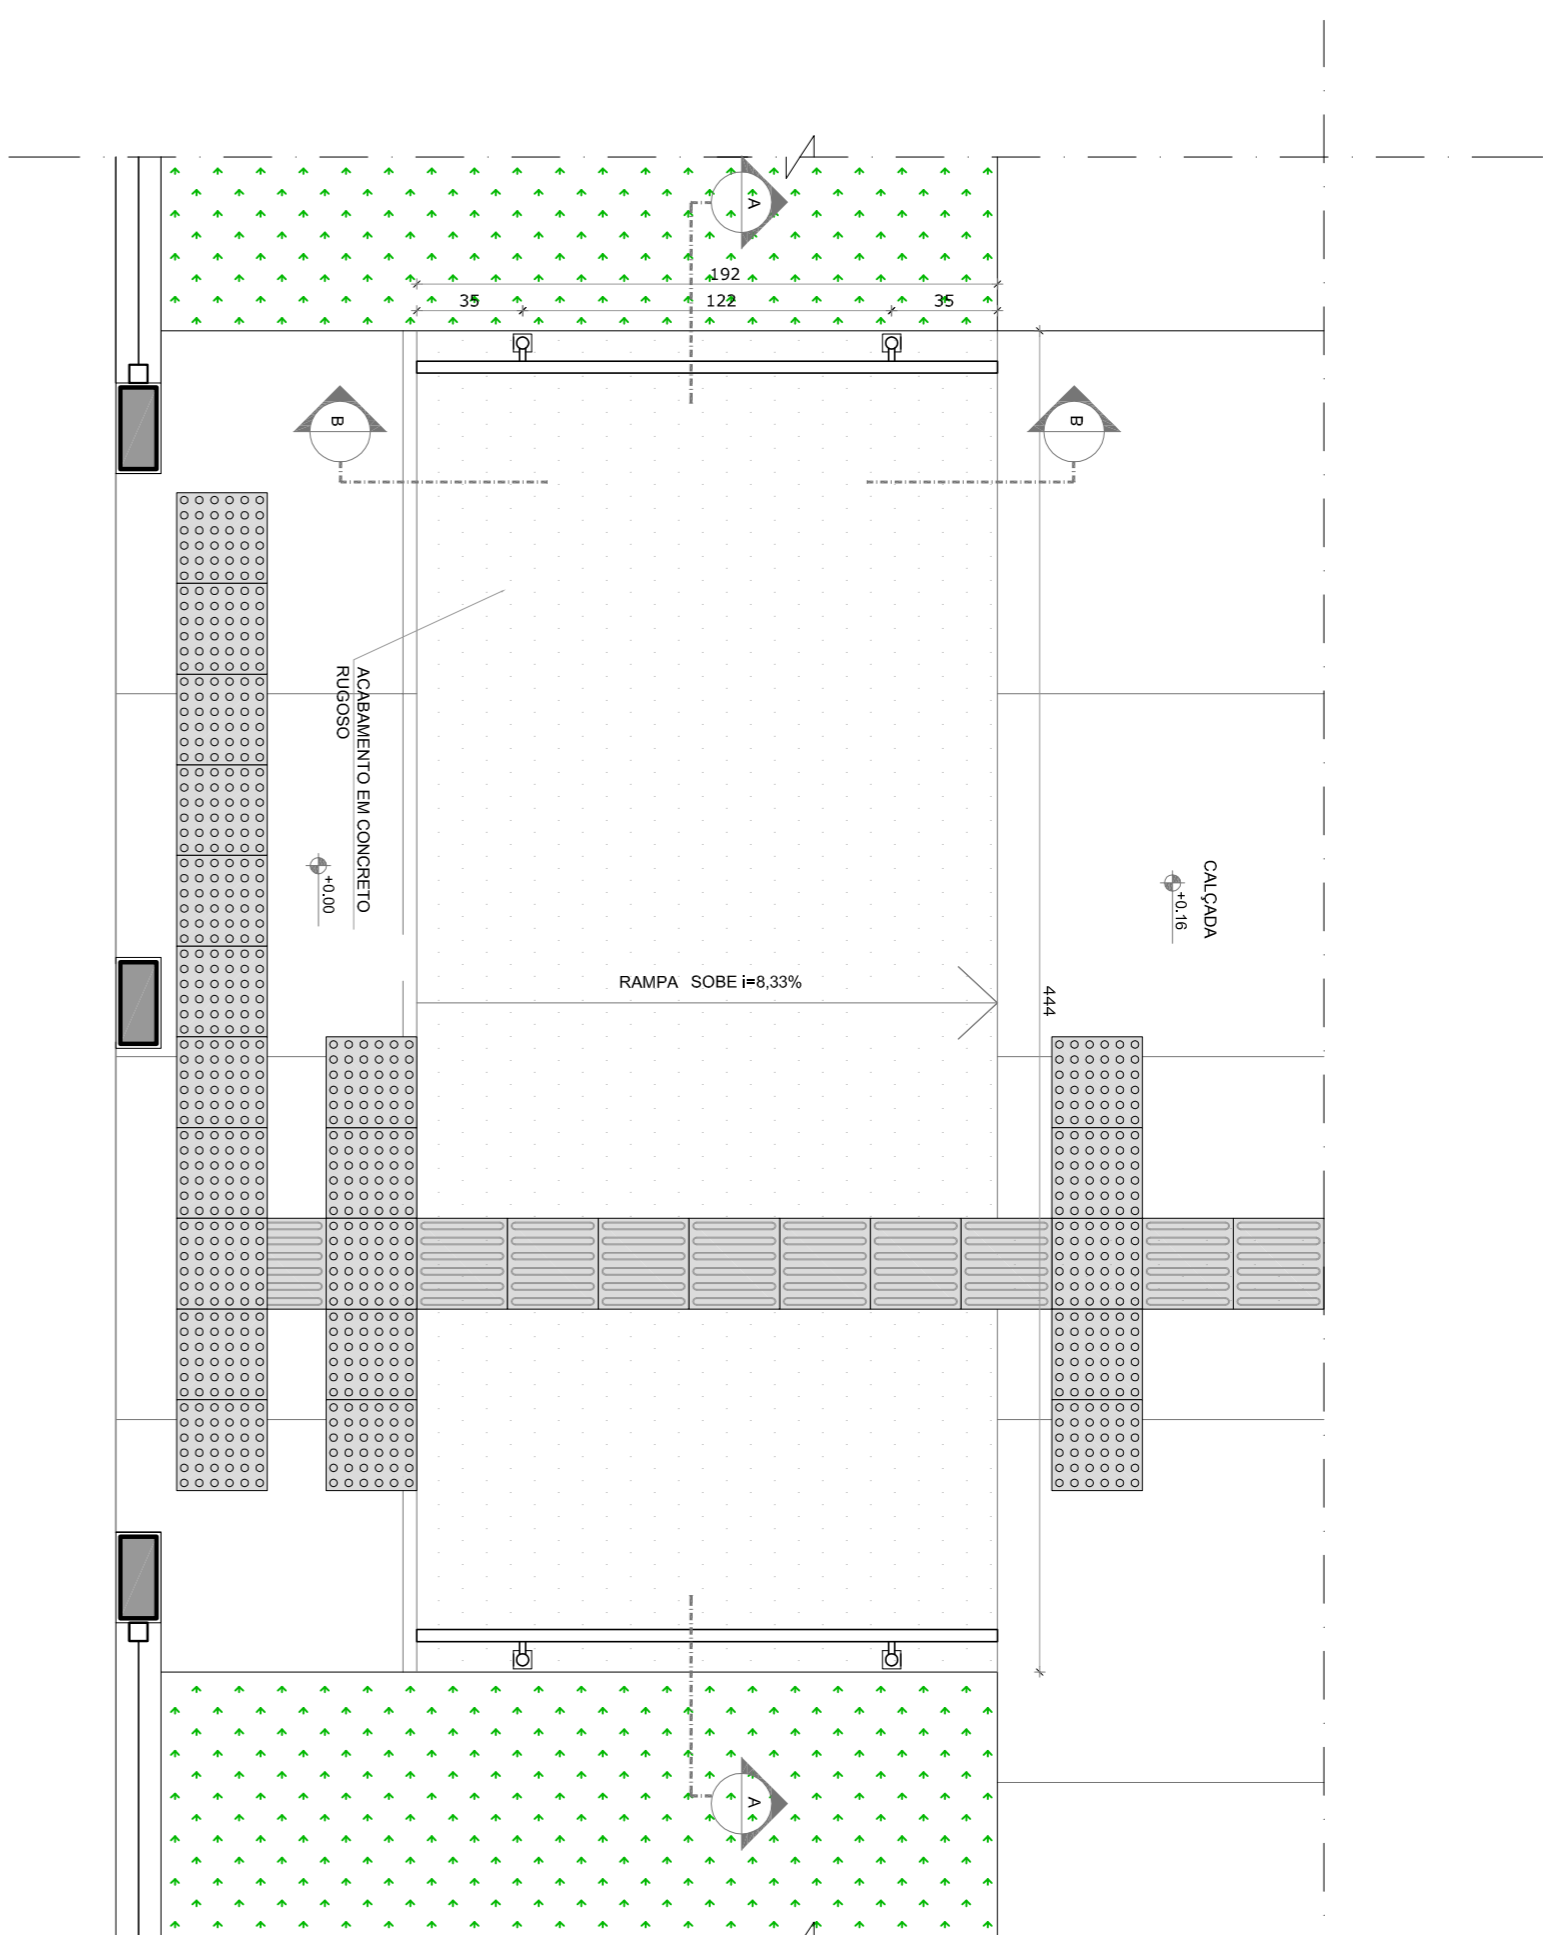 A
192
35
122
35
B
B
ACABAMENTO EM CONCRETO
RUGOSO
+0.00
CALÇADA
+0.16
RAMPA SOBE i=8,33%
444
A